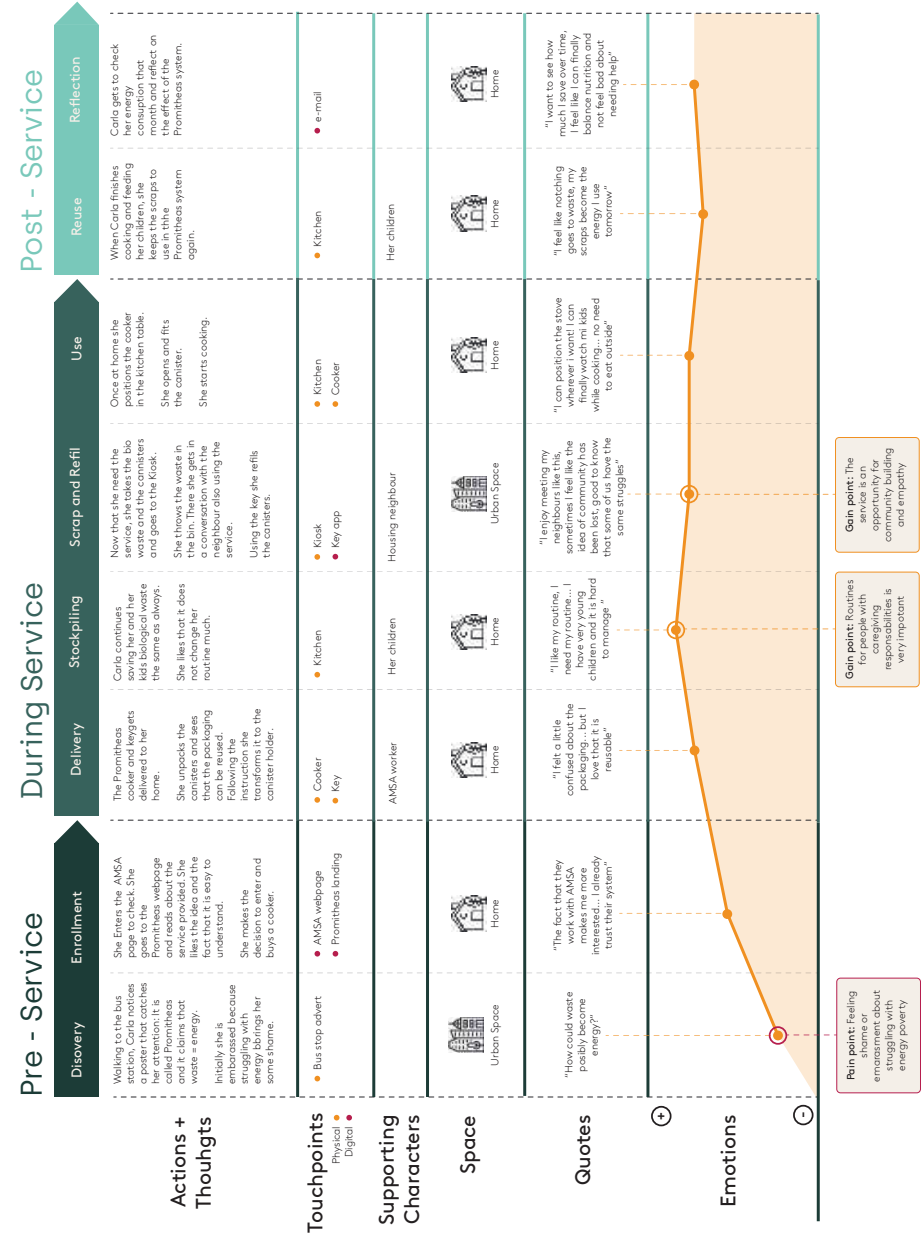 Pre - Service
During Service
Post - Service
Disovery
Enrollment
Delivery
Stockpiling
Scrap and Refil
Use
Reuse
Reflection
Actions +
Thouhgts
Walking to the bus
station, Carla notices
a poster that catches
her attention: It is
called Promitheas
and it claims that
waste = energy.
Initially she is
embarassed because
struggling with
energy bbrings her
some shame.
She Enters the AMSA
page to check. She
goes to the
Promitheas webpage
and reads about the
service provided. She
likes the idea and the
fact that it is easy to
understand.
She makes the
decision to enter and
buys a cooker.
The Promitheas
cooker and keygets
delivered to her
home.
She unpacks the
canisters and sees
that the packaging
can be reused.
Following the
instruction she
transforms it to the
canister holder.
Carla continues
saving her and her
kids biological waste
the same as always.
She likes that it does
not change her
routine much.
Now that she need the
service, she takes the bio
waste and the cannisters
and goes to the Kiosk.
She throws the waste in
the bin. There she gets in
a conversation with the
neighbour also using the
service.
Using the key she refils
the canisters.
Once at home she
positions the cooker
in the kitchen table.
She opens and fits
the canister.
She starts cooking.
When Carla finishes
cooking and feeding
her children, she
keeps the scraps to
use in thhe
Promitheas system
again.
Carla gets to check
her energy
consuption that
month and reflect on
the effect of the
Promitheas system.
Touchpoints
Physical
Digital
Bus stop advert
AMSA webpage
Promitheas landing
Cooker
Key
Kitchen
Kiosk
Key app
Kitchen
Cooker
Kitchen
e-mail
Supporting
Characters
AMSA worker
Her children
Housing neighbour
Her children
Space
Urban Space
Home
Home
Home
Urban Space
Home
Home
Home
Quotes
"How could waste
posibly become
energy?"
"The fact that they
work with AMSA
makes me more
interested... I already
trust their system"
"I felt a little
confused about the
packaging... but I
love that it is
reusable"
"I like my routine, I
need my routine... I
have very young
children and it is hard
to manage "
"I enjoy meeting my
neighbours like this,
sometimes I feel like the
idea of community has
been lost, good to know
that some of us have the
same struggles"
"I can position the stove
wherever i want! I can
finally watch mi kids
while cooking... no need
to eat outside"
"I feel like notching
goes to waste, my
scraps become the
energy I use
tomorrow"
"I want to see how
much I save over time,
I feel like I can finally
balance nutrition and
not feel bad about
needing help"
Emotions
+
-
Pain point: Feeling
shame or
emarasment about
struggling with
energy poverty
Gain point: Routines
for people with
caregiving
responsabilities is
very impotant
Gain point: The
service is an
opportunity for
community building
and empathy